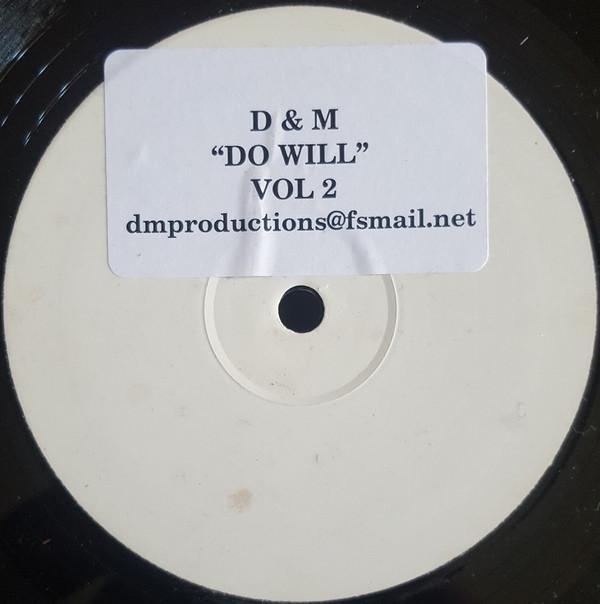 D & M
“DO WILL”
VOL 2
dmproductions@fsmail.net